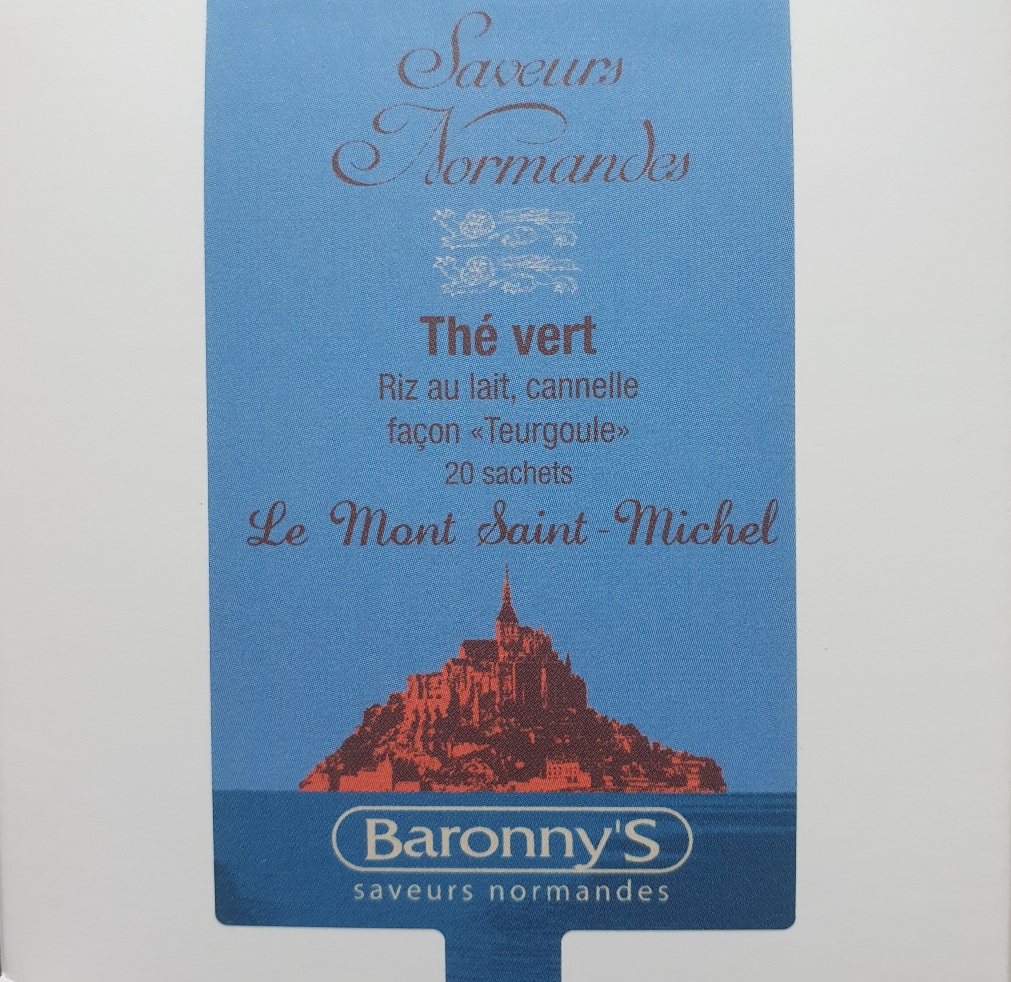 Saveurs
Normandes
Thé vert
Riz au lait, cannelle
façon «Teurgoule»
20 sachets
Le Mont Saint-Michel
Baronny'S
saveurs normandes